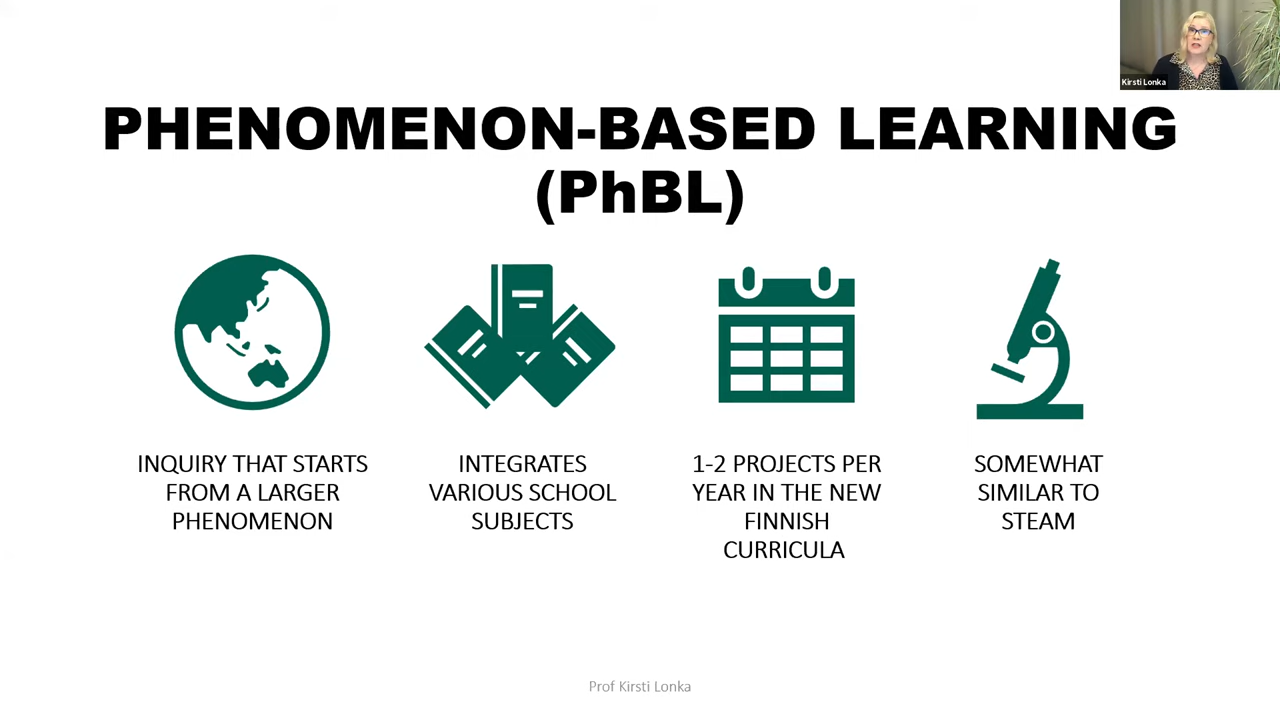 Kirsti Lonka
PHENOMENON-BASED LEARNING
(PhBL)
INQUIRY THAT STARTS
FROM A LARGER
PHENOMENON
INTEGRATES
VARIOUS SCHOOL
SUBJECTS
1-2 PROJECTS PER
YEAR IN THE NEW
FINNISH
CURRICULA
SOMEWHAT
SIMILAR TO
STEAM
Prof Kirsti Lonka